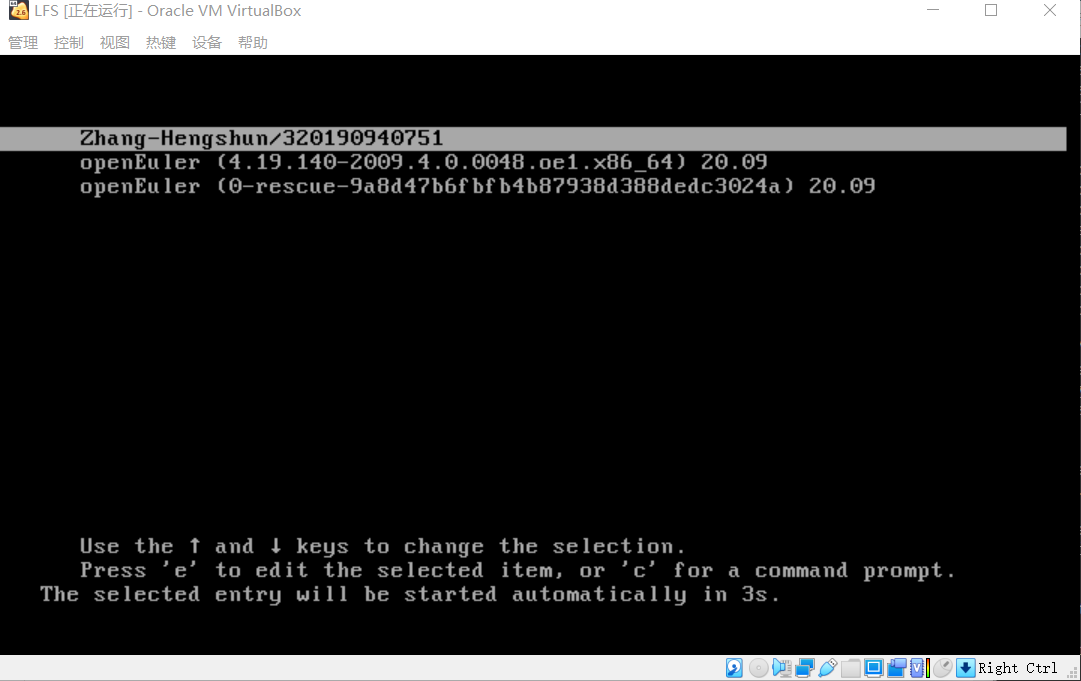 LFS [正在运行] - Oracle VM VirtualBox
管理 控制 视图 热键 设备 帮助
Zhang-Hengshun/320190940751
openEuler (4.19.140-2009.4.0.0048.oe1.x86_64) 20.09
openEuler (0-rescue-9a8d47b6fbfb4b87938d388dedc3024a) 20.09
Use the ↑ and ↓ keys to change the selection.
Press 'e' to edit the selected item, or 'c' for a command prompt.
The selected entry will be started automatically in 3s.
Right Ctrl